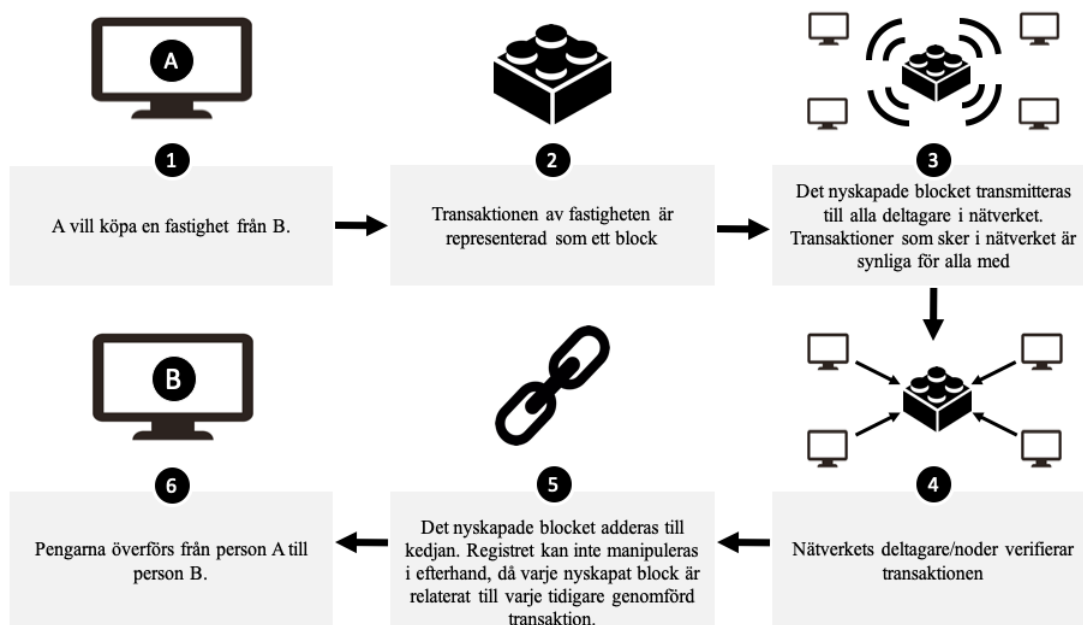 A
1
A vill köpa en fastighet från B.
2
Transaktionen av fastigheten är
representerad som ett block
3
Det nyskapade blocket transmitteras
till alla deltagare i nätverket.
Transaktioner som sker i nätverket är
synliga för alla med
4
Nätverkets deltagare/noder verifierar
transaktionen
5
Det nyskapade blocket adderas till
kedjan. Registret kan inte manipuleras
i efterhand, då varje nyskapat block är
relaterat till varje tidigare genomförd
transaktion.
B
6
Pengarna överförs från person A till
person B.